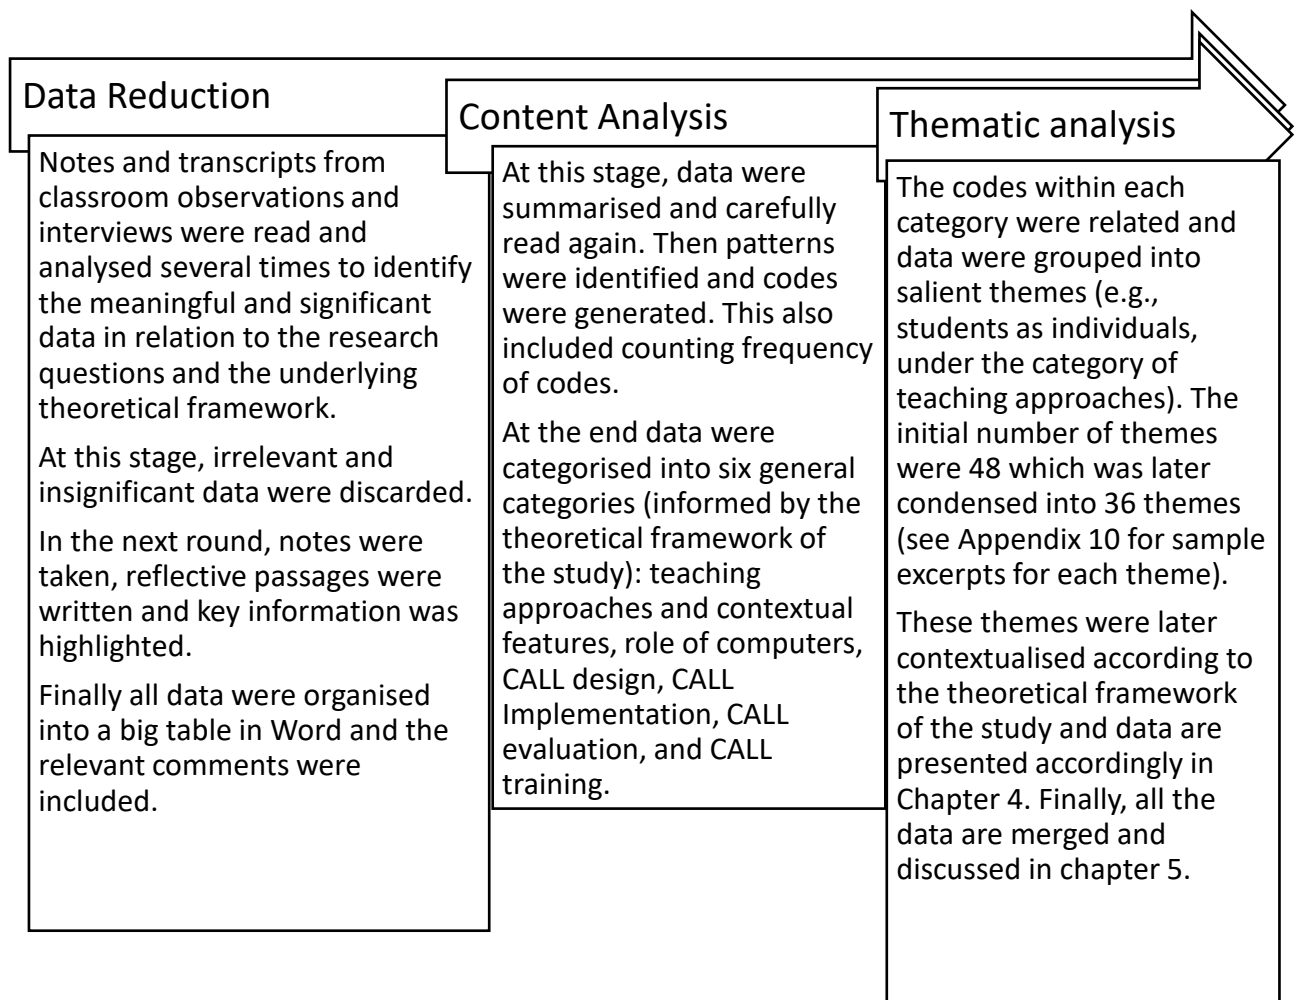 Data Reduction
Notes and transcripts from
classroom observations and
interviews were read and
analysed several times to identify
the meaningful and significant
data in relation to the research
questions and the underlying
theoretical framework.
At this stage, irrelevant and
insignificant data were discarded.
In the next round, notes were
taken, reflective passages were
written and key information was
highlighted.
Finally all data were organised
into a big table in Word and the
relevant comments were
included.
Content Analysis
At this stage, data were
summarised and carefully
read again. Then patterns
were identified and codes
were generated. This also
included counting frequency
of codes.
At the end data were
categorised into six general
categories (informed by the
theoretical framework of
the study): teaching
approaches and contextual
features, role of computers,
CALL design, CALL
Implementation, CALL
evaluation, and CALL
training.
Thematic analysis
The codes within each
category were related and
data were grouped into
salient themes (e.g.,
students as individuals,
under the category of
teaching approaches). The
initial number of themes
were 48 which was later
condensed into 36 themes
(see Appendix 10 for sample
excerpts for each theme).
These themes were later
contextualised according to
the theoretical framework
of the study and data are
presented accordingly in
Chapter 4. Finally, all the
data are merged and
discussed in chapter 5.